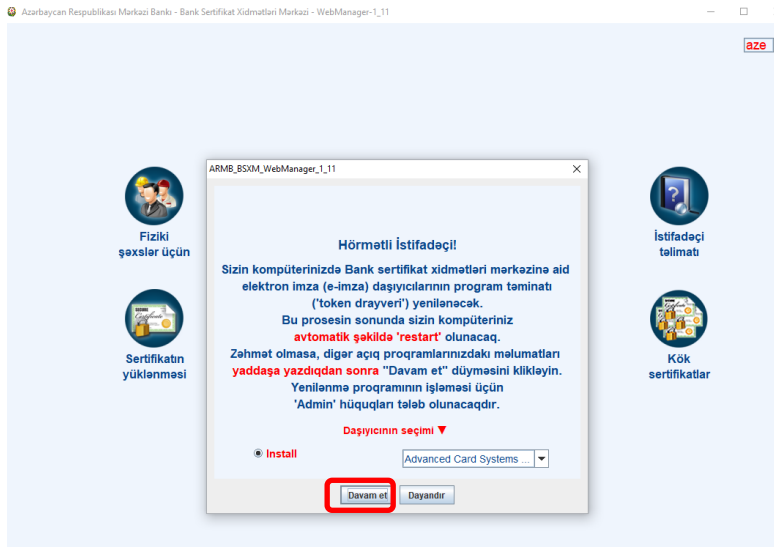 Azərbaycan Respublikası Mərkəzi Bankı - Bank Sertifikat Xidmətləri Mərkəzi - WebManager-1_11
aze
ARMB_BSXM_WebManager_1_11
Hörmətli İstifadəçi!
Sizin kompüterinizdə Bank sertifikat xidmətləri mərkəzinə aid
elektron imza (e-imza) daşıyıcılarının program təminatı
('token drayveri') yenilənəcək.
Bu prosesin sonunda sizin kompüteriniz
avtomatik şəkildə 'restart' olunacaq.
Zəhmət olmasa, digər açıq proqramlarınızdakı məlumatları
yaddaşa yazdıqdan sonra "Davam et" düyməsini klikləyin.
Yenilənmə proqramının işləməsi üçün
'Admin' hüquqları tələb olunacaqdır.
Daşıyıcının seçimi ▼
Install
Advanced Card Systems ...
Davam et
Dayandır
Fiziki
şəxslər üçün
Sertifikatın
yüklənməsi
İstifadəçi
təlimatı
Kök
sertifikatlar